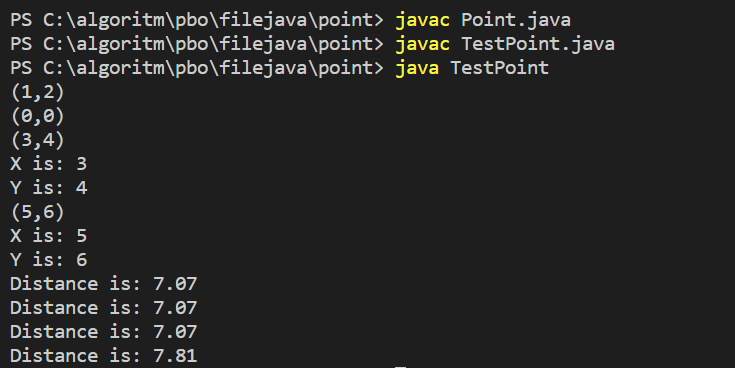 PS C:\algoritm\pbo\filejava\point> javac Point.java
PS C:\algoritm\pbo\filejava\point> javac TestPoint.java
PS C:\algoritm\pbo\filejava\point> java TestPoint
(1,2)
(0,0)
(3,4)
X is: 3
Y is: 4
(5,6)
X is: 5
Y is: 6
Distance is: 7.07
Distance is: 7.07
Distance is: 7.07
Distance is: 7.81